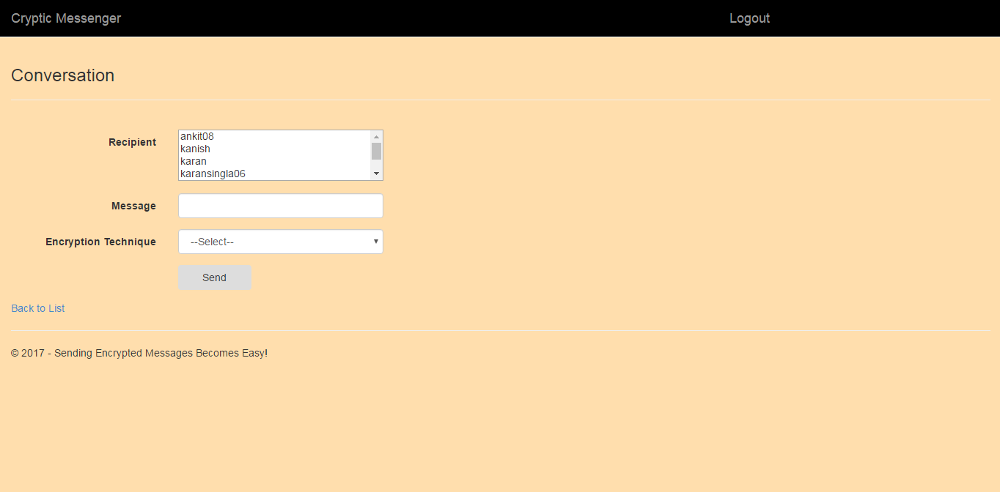 Cryptic Messenger Logout
Conversation
Recipient
ankit08
kanish
karan
karansingla06
Message
Encryption Technique --Select--
Send
Back to List
© 2017 - Sending Encrypted Messages Becomes Easy!